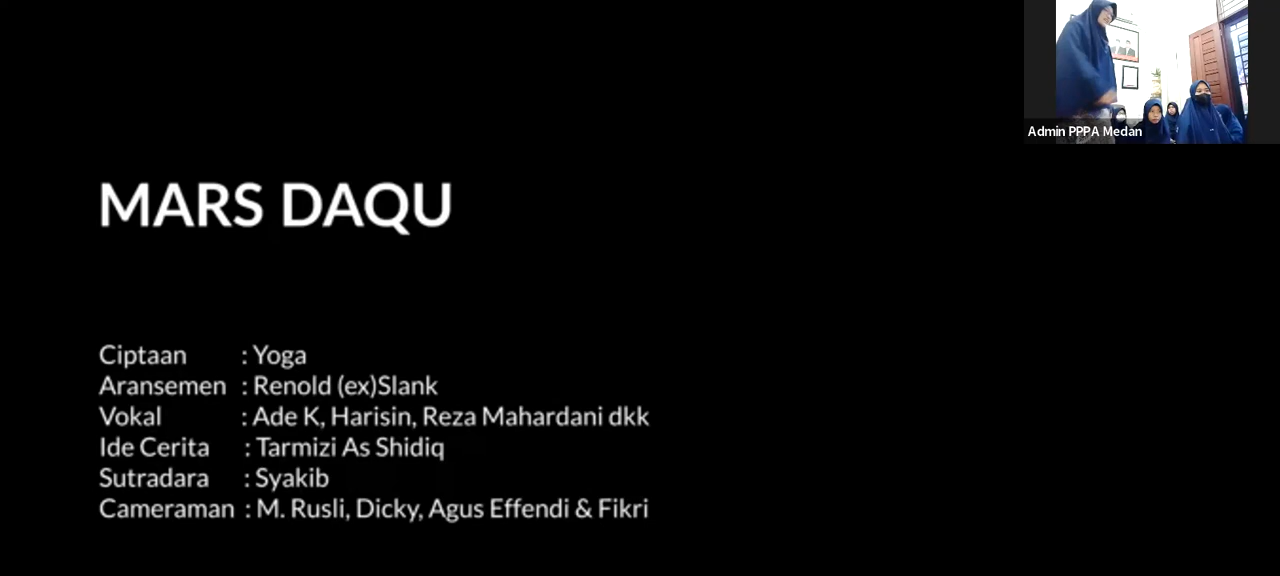 Admin PPPA Medan
MARS DAQU
Ciptaan : Yoga
Aransemen : Renold (ex)Slank
Vokal : Ade K, Harisin, Reza Mahardani dkk
Ide Cerita : Tarmizi As Shidiq
Sutradara : Syakib
Cameraman : M. Rusli, Dicky, Agus Effendi & Fikri